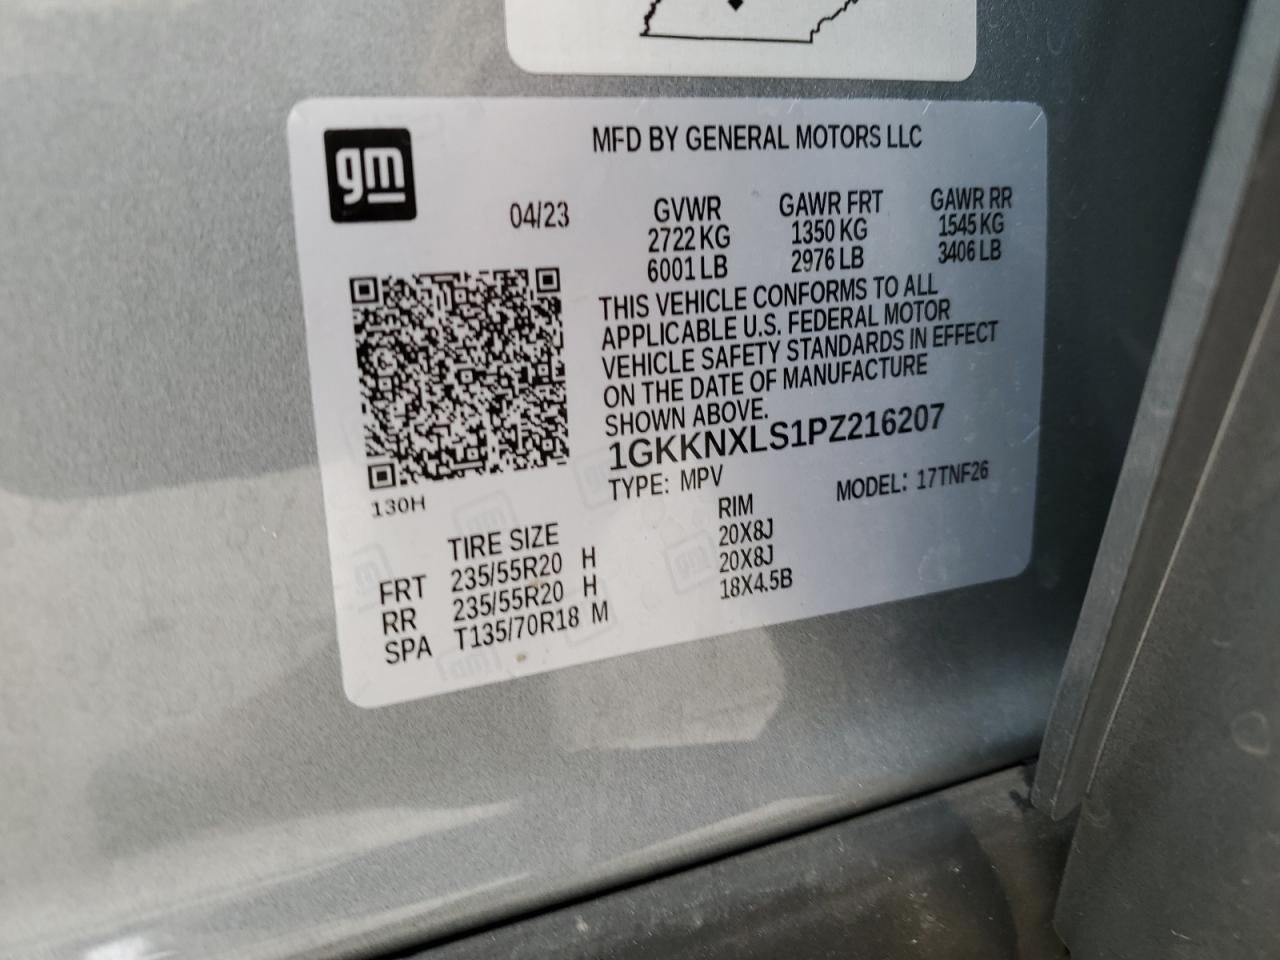 gm
MFD BY GENERAL MOTORS LLC
04/23
GVWR GAWR FRT GAWR RR
2722 KG 1350 KG 1545 KG
6001 LB 2976 LB 3406 LB
THIS VEHICLE CONFORMS TO ALL
APPLICABLE U.S. FEDERAL MOTOR
VEHICLE SAFETY STANDARDS IN EFFECT
ON THE DATE OF MANUFACTURE
SHOWN ABOVE.
1GKKNXLS1PZ216207
TYPE: MPV MODEL: 17TNF26
130H
TIRE SIZE RIM
FRT 235/55R20 H 20X8J
RR 235/55R20 H 20X8J
SPA T135/70R18 M 18X4.5B